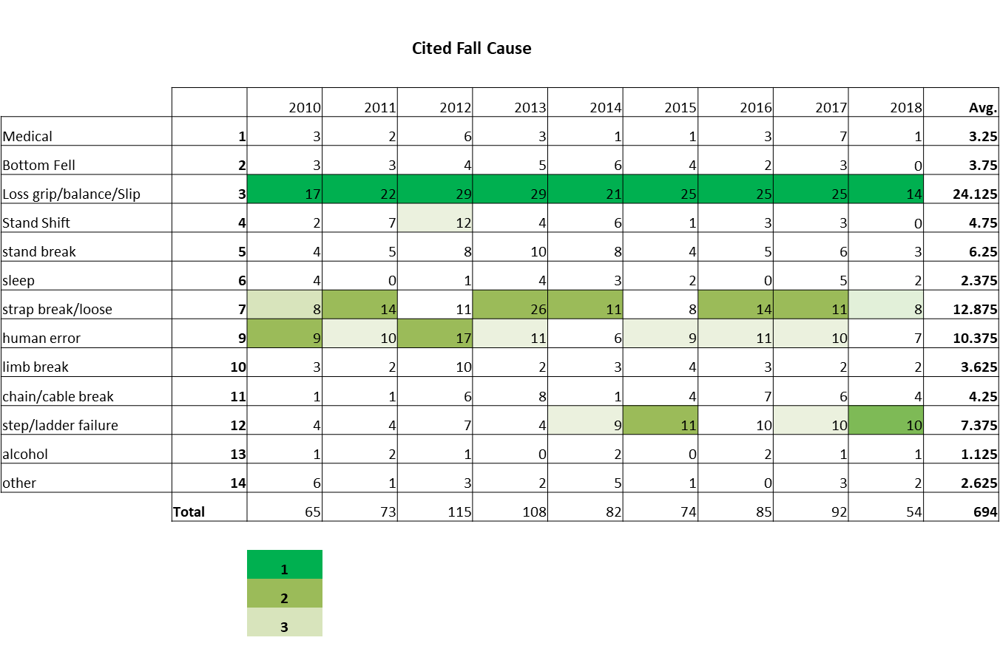 Cited Fall Cause
2010 2011 2012 2013 2014 2015 2016 2017 2018 Avg.
Medical 1 3 2 6 3 1 1 3 7 1 3.25
Bottom Fell 2 3 3 4 5 6 4 2 3 0 3.75
Loss grip/balance/Slip 3 17 22 29 29 21 25 25 25 14 24.125
Stand Shift 4 2 7 12 4 6 1 3 3 0 4.75
stand break 5 4 5 8 10 8 4 5 6 3 6.25
sleep 6 4 0 1 4 3 2 0 5 2 2.375
strap break/loose 7 8 14 11 26 11 8 14 11 8 12.875
human error 9 9 10 17 11 6 9 11 10 7 10.375
limb break 10 3 2 10 2 3 4 3 2 2 3.625
chain/cable break 11 1 1 6 8 1 4 7 6 4 4.25
step/ladder failure 12 4 4 7 4 9 11 10 10 10 7.375
alcohol 13 1 2 1 0 2 0 2 1 1 1.125
other 14 6 1 3 2 5 1 0 3 2 2.625
Total 65 73 115 108 82 74 85 92 54 694
1
2
3